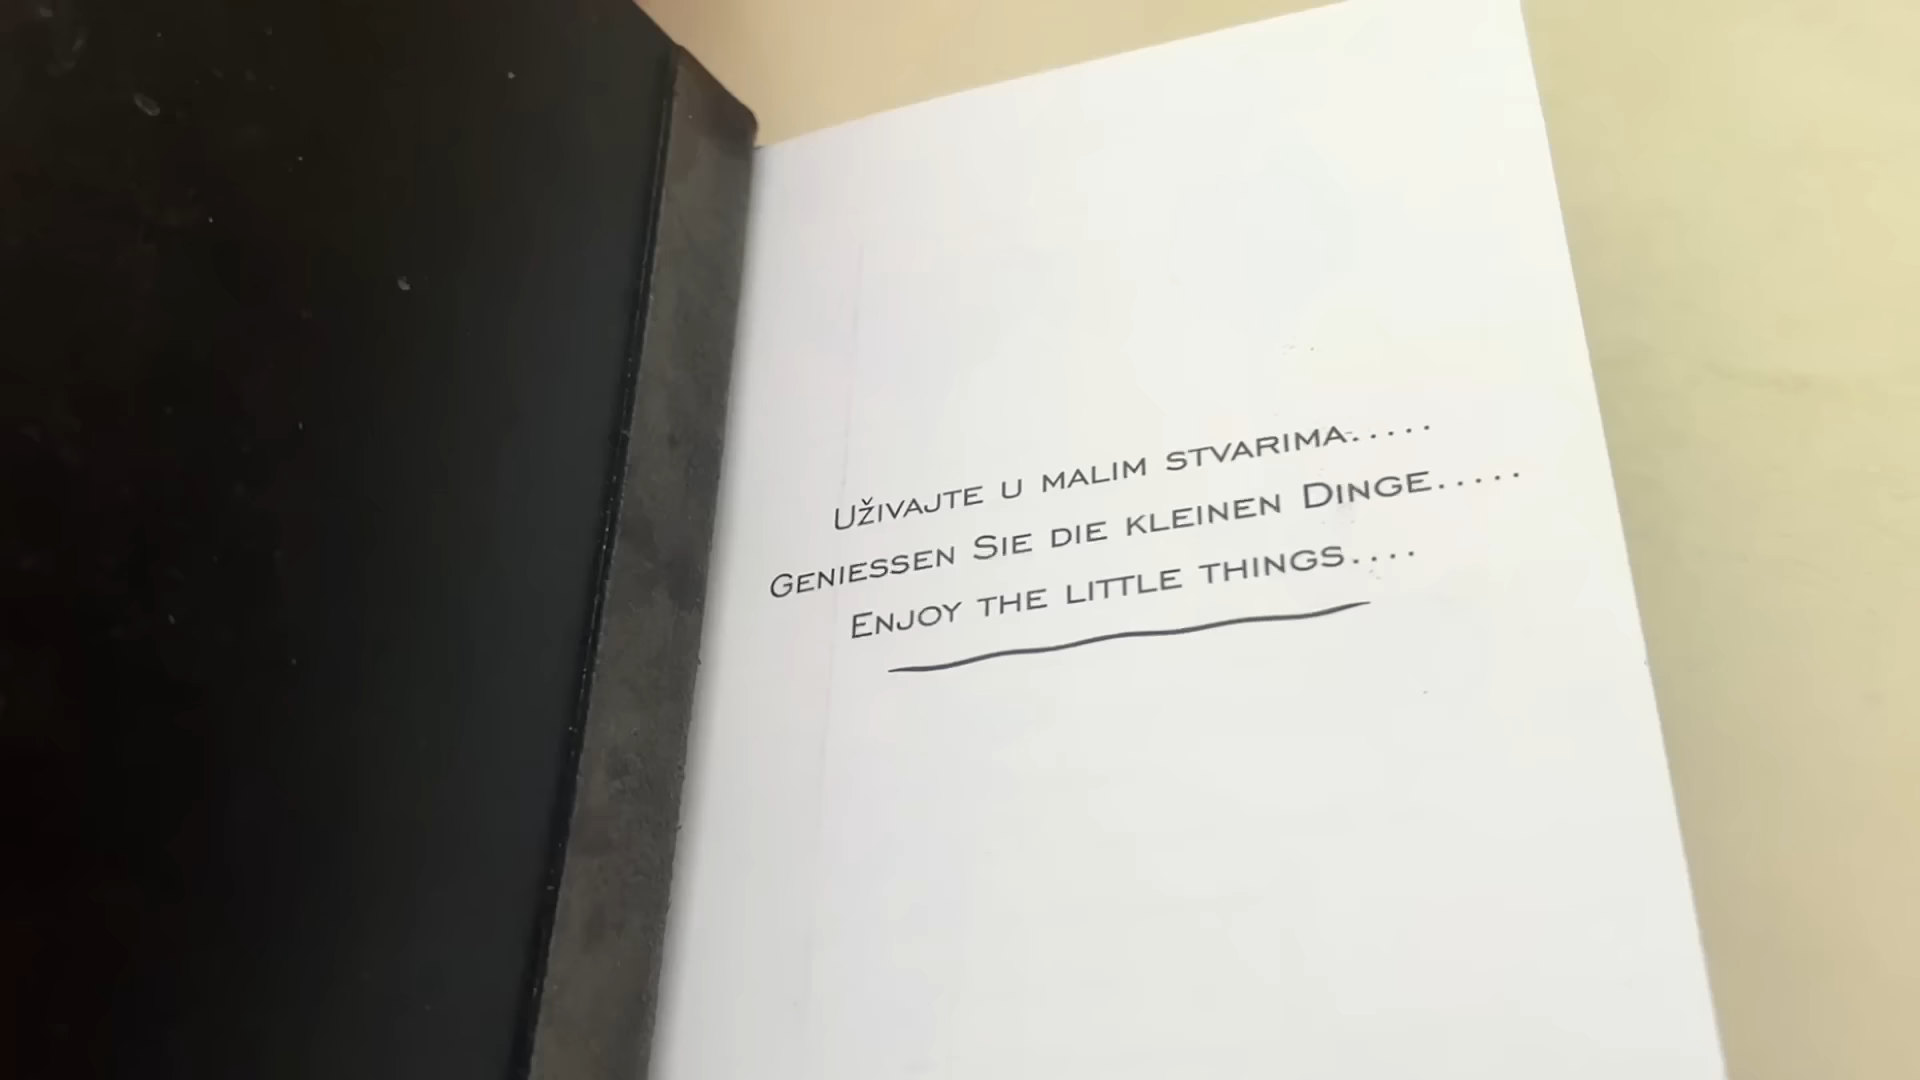 Uživajte u malim stvarima.....
Geniessen Sie die kleinen Dinge.....
Enjoy the little things....